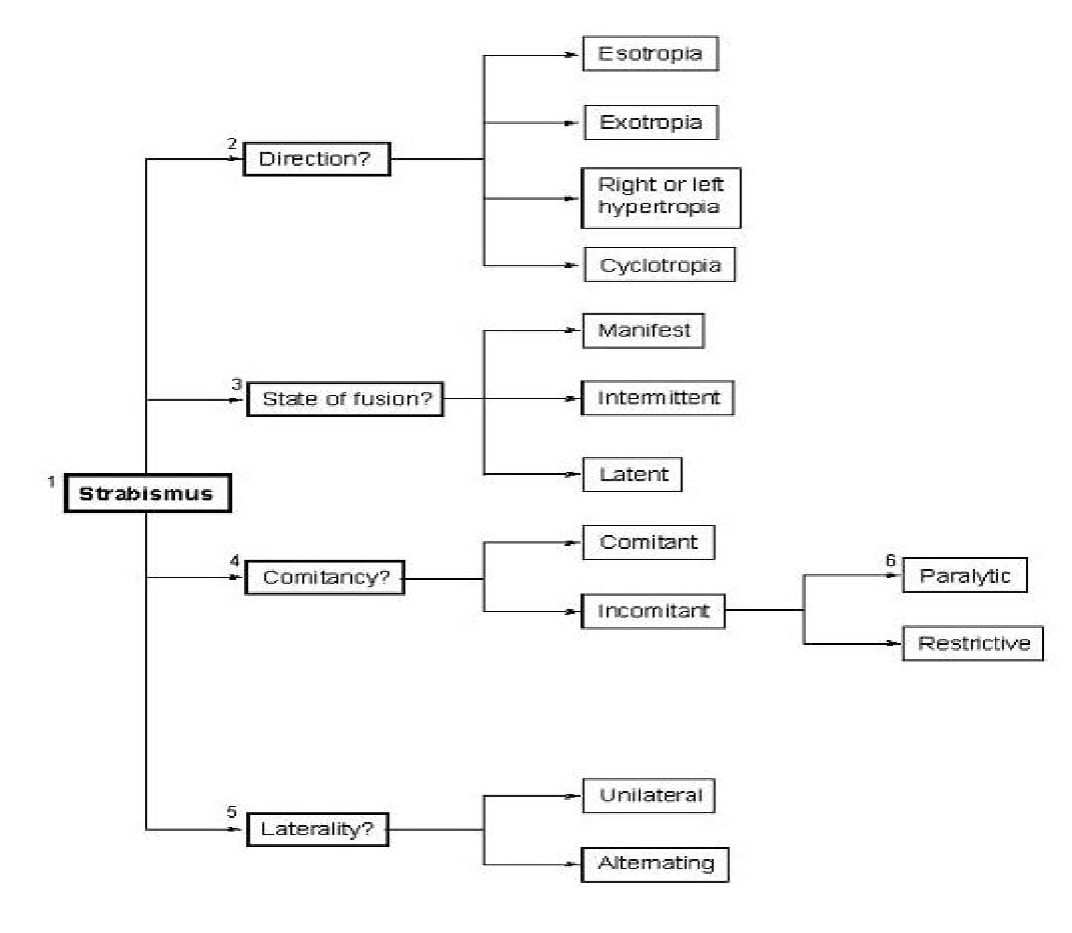 Esotropia
Exotropia
2
Direction?
Right or left
hypertropia
Cyclotropia
Manifest
3
State of fusion?
Intermittent
Latent
1
Strabismus
Comitant
4
Comitancy?
6
Paralytic
Incomitant
Restrictive
Unilateral
5
Laterality?
Alternating